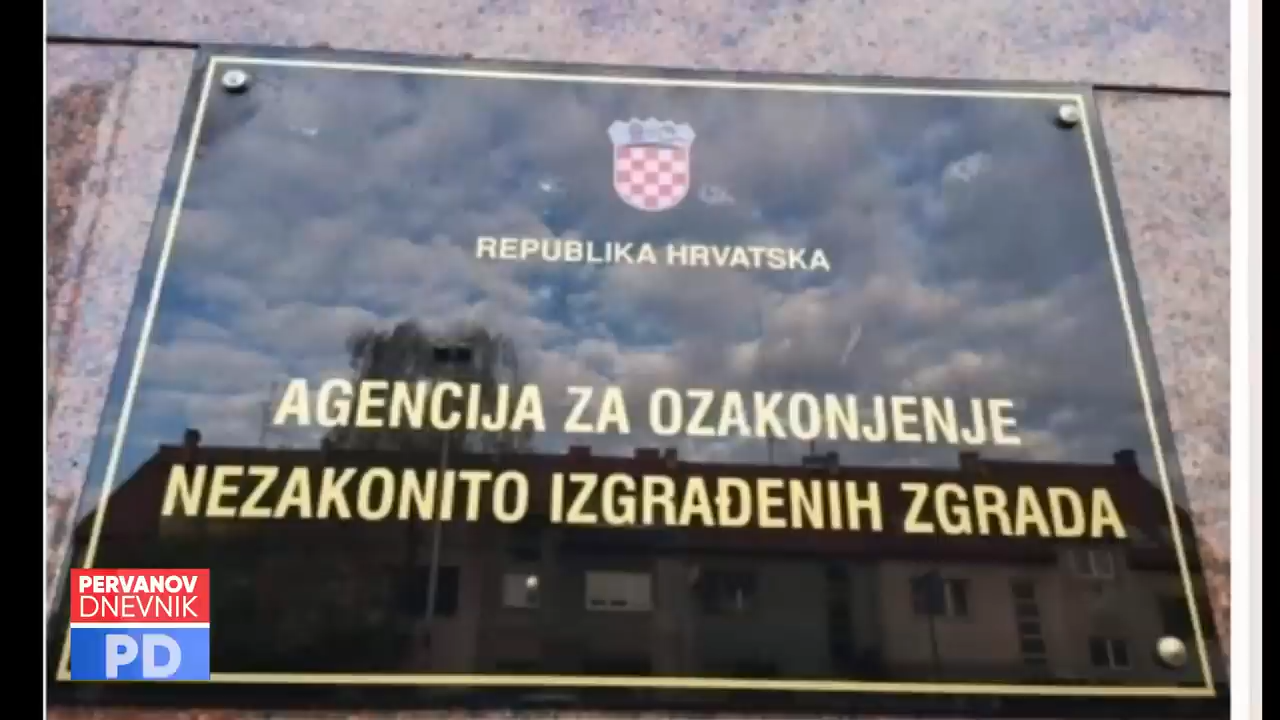 REPUBLIKA HRVATSKA
AGENCIJA ZA OZAKONJENJE
NEZAKONITO IZGRAĐENIH ZGRADA
PERVANOV
DNEVNIK
PD